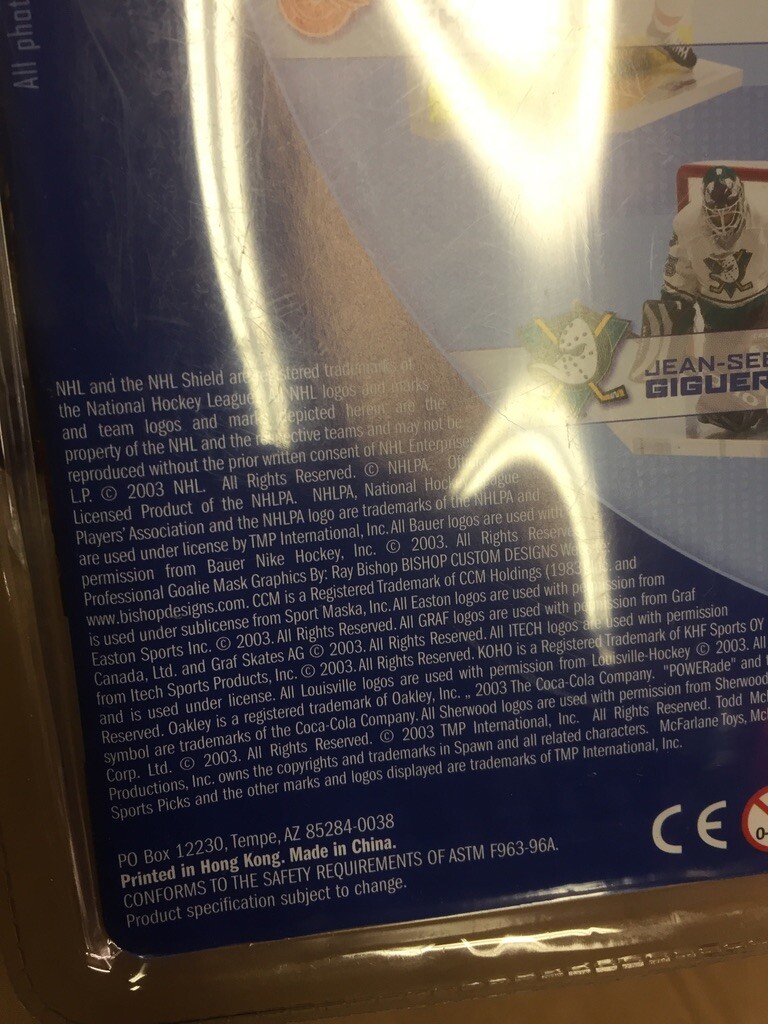 All phot
JEAN-SEB
GIGUER
NHL and the NHL Shield are registered trademarks of
the National Hockey League. NHL logos and marks
and team logos and marks depicted herein are the
property of the NHL and the respective teams and may not be
reproduced without the prior written consent of NHL Enterprises
L.P. © 2003 NHL. All Rights Reserved. © NHLPA.
Licensed Product of the NHLPA. NHLPA, National Hockey League
Players' Association and the NHLPA logo are trademarks of the NHLPA and
are used under license by TMP International, Inc. All Bauer logos are used with
permission from Bauer Nike Hockey, Inc. © 2003. All Rights Reserved
Professional Goalie Mask Graphics By: Ray Bishop BISHOP CUSTOM DESIGNS
www.bishopdesigns.com. CCM is a Registered Trademark of CCM Holdings (1983) and
is used under sublicense from Sport Maska, Inc. All Easton logos are used with permission from
Easton Sports Inc. © 2003. All Rights Reserved. All GRAF logos are used with permission from Graf
Canada, Ltd. and Graf Skates AG © 2003. All Rights Reserved. All ITECH logos are used with permission
from Itech Sports Products, Inc. © 2003. All Rights Reserved. KOHO is a Registered Trademark of KHF Sports OY
and is used under license. All Louisville logos are used with permission from Louisville-Hockey © 2003. All
Reserved. Oakley is a registered trademark of Oakley, Inc. „ 2003 The Coca-Cola Company. "POWERade" and
symbol are trademarks of the Coca-Cola Company. All Sherwood logos are used with permission from Sherwood
Corp. Ltd. © 2003. All Rights Reserved. © 2003 TMP International, Inc. All Rights Reserved. Todd McF
Productions, Inc. owns the copyrights and trademarks in Spawn and all related characters. McFarlane Toys, Mc
Sports Picks and the other marks and logos displayed are trademarks of TMP International, Inc.
PO Box 12230, Tempe, AZ 85284-0038
Printed in Hong Kong. Made in China.
CONFORMS TO THE SAFETY REQUIREMENTS OF ASTM F963-96A.
Product specification subject to change.
CE
0-